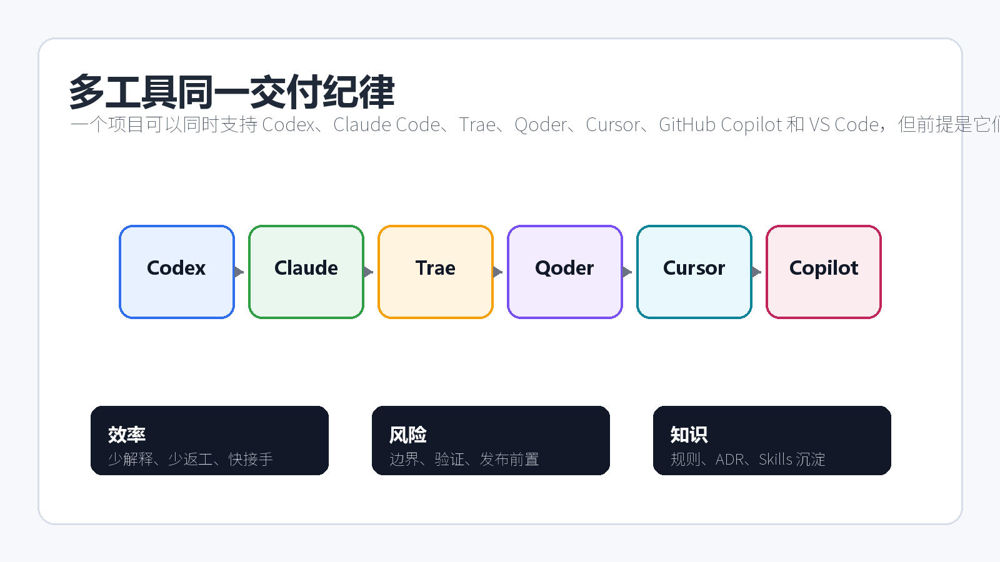 多工具同一交付纪律
一个项目可以同时支持 Codex、Claude Code、Trae、Qoder、Cursor、GitHub Copilot 和 VS Code，但前提是它
Codex
Claude
Trae
Qoder
Cursor
Copilot
效率
少解释、少返工、快接手
风险
边界、验证、发布前置
知识
规则、ADR、Skills 沉淀